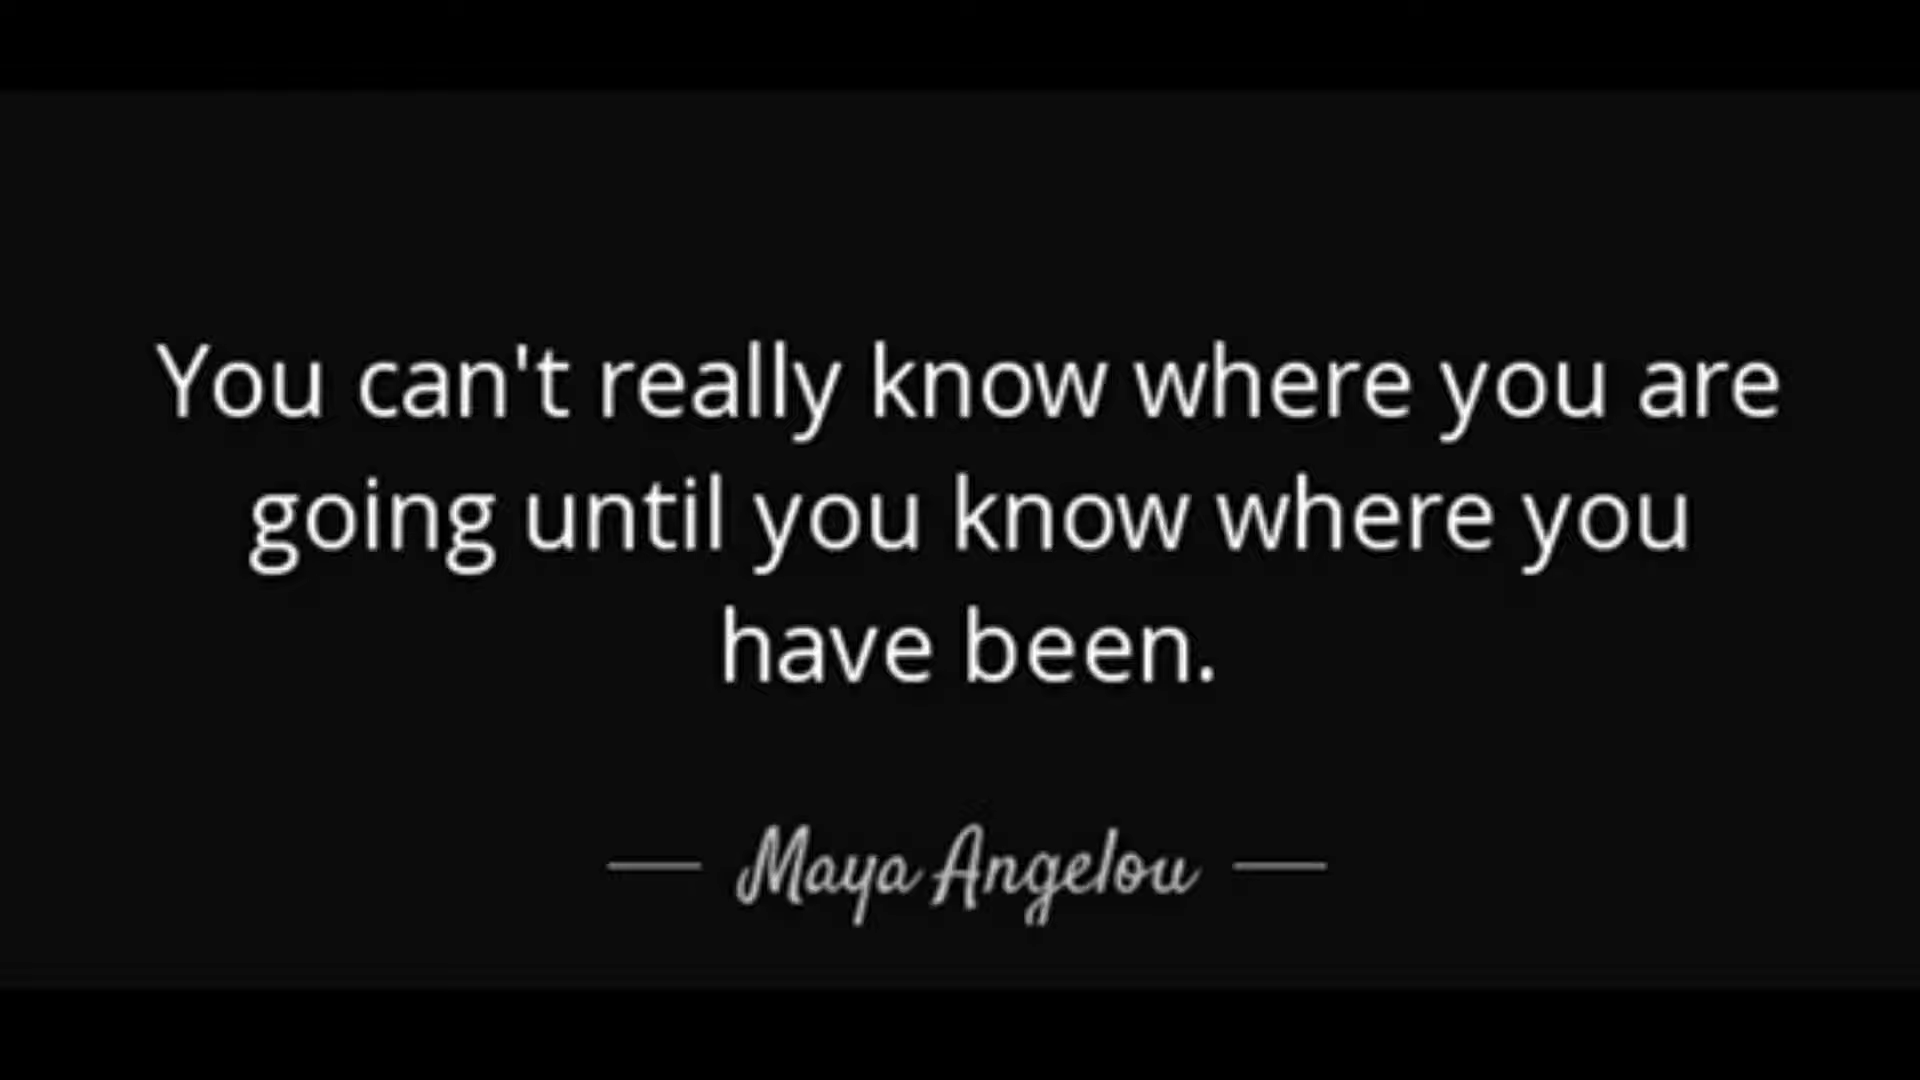 You can't really know where you are
going until you know where you
have been.
— Maya Angelou —